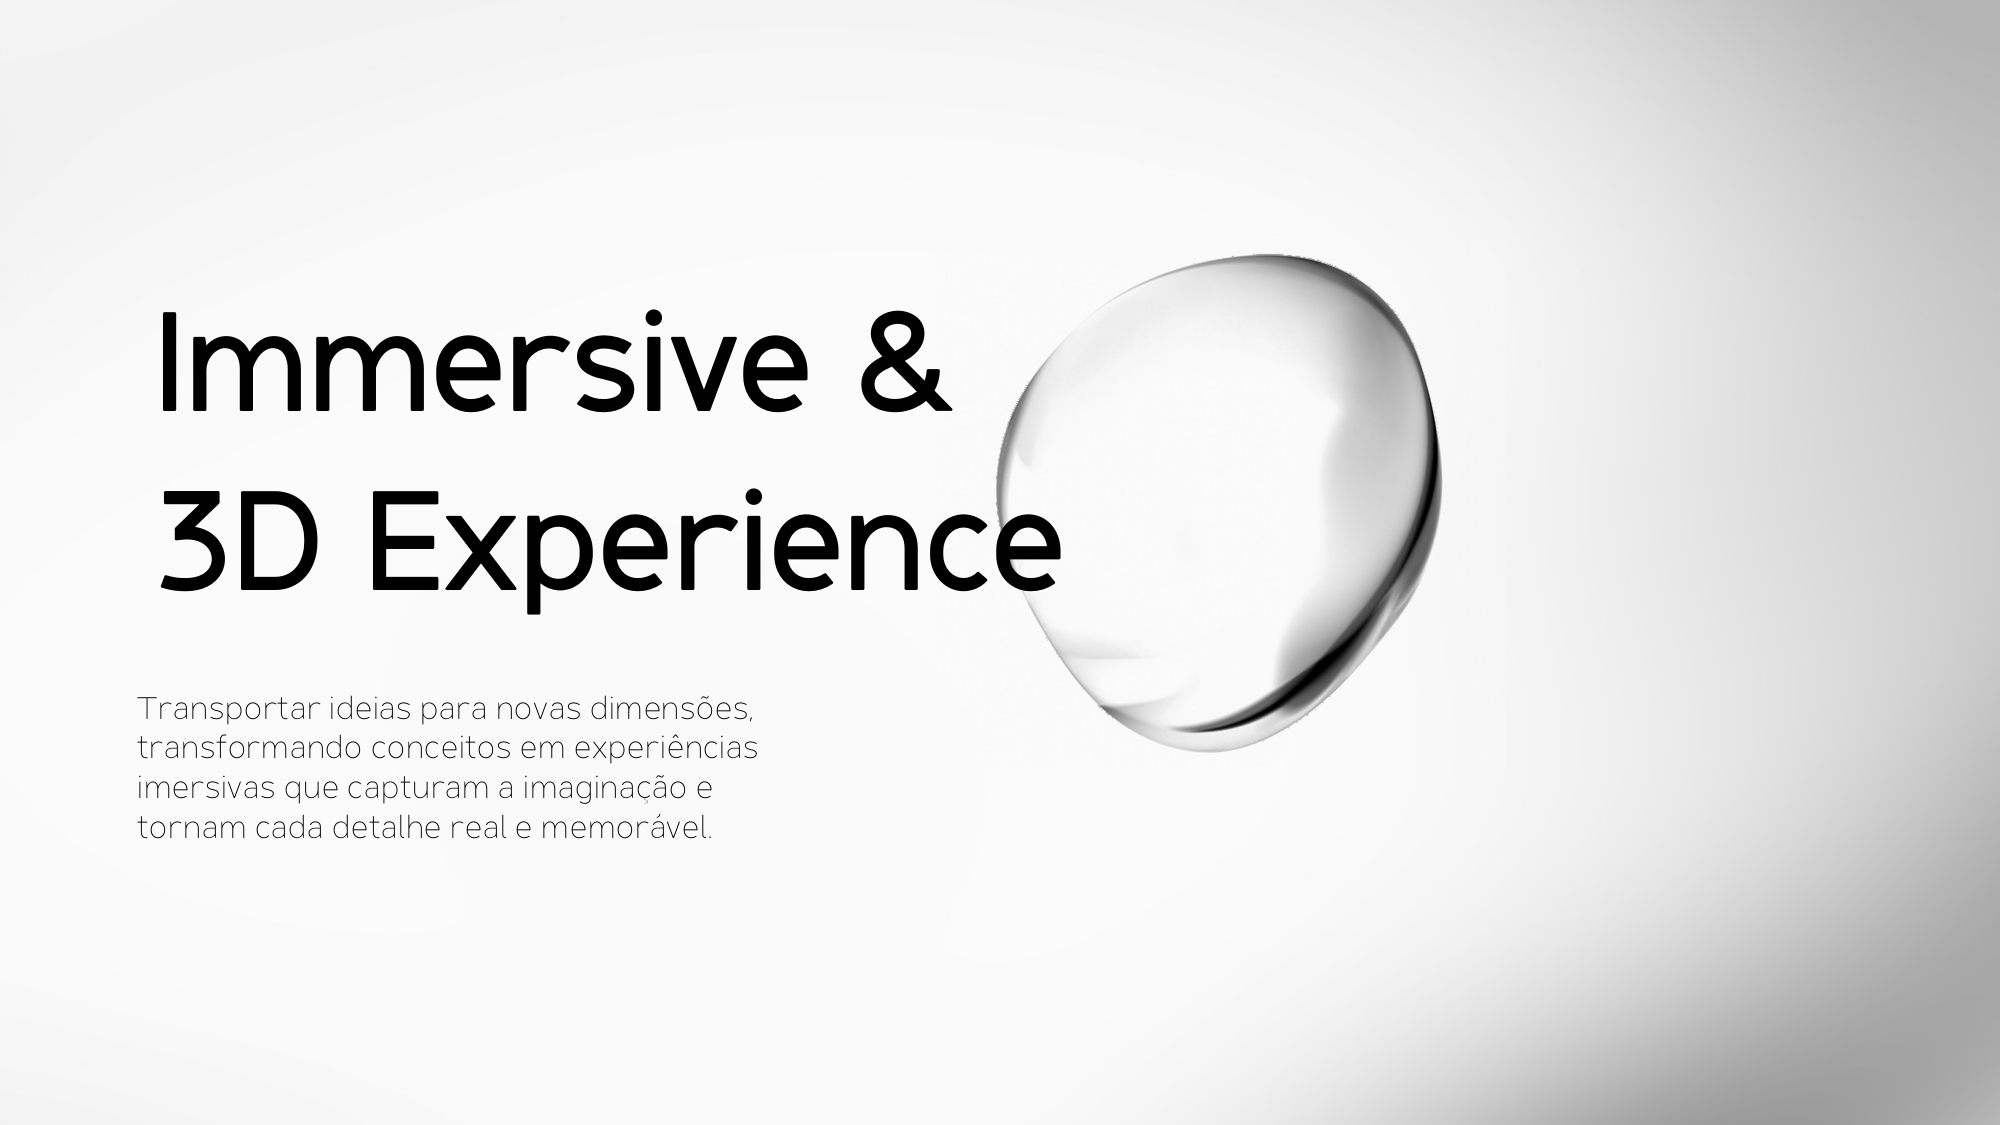 Immersive &
3D Experience
Transportar ideias para novas dimensões,
transformando conceitos em experiências
imersivas que capturam a imaginação e
tornam cada detalhe real e memorável.